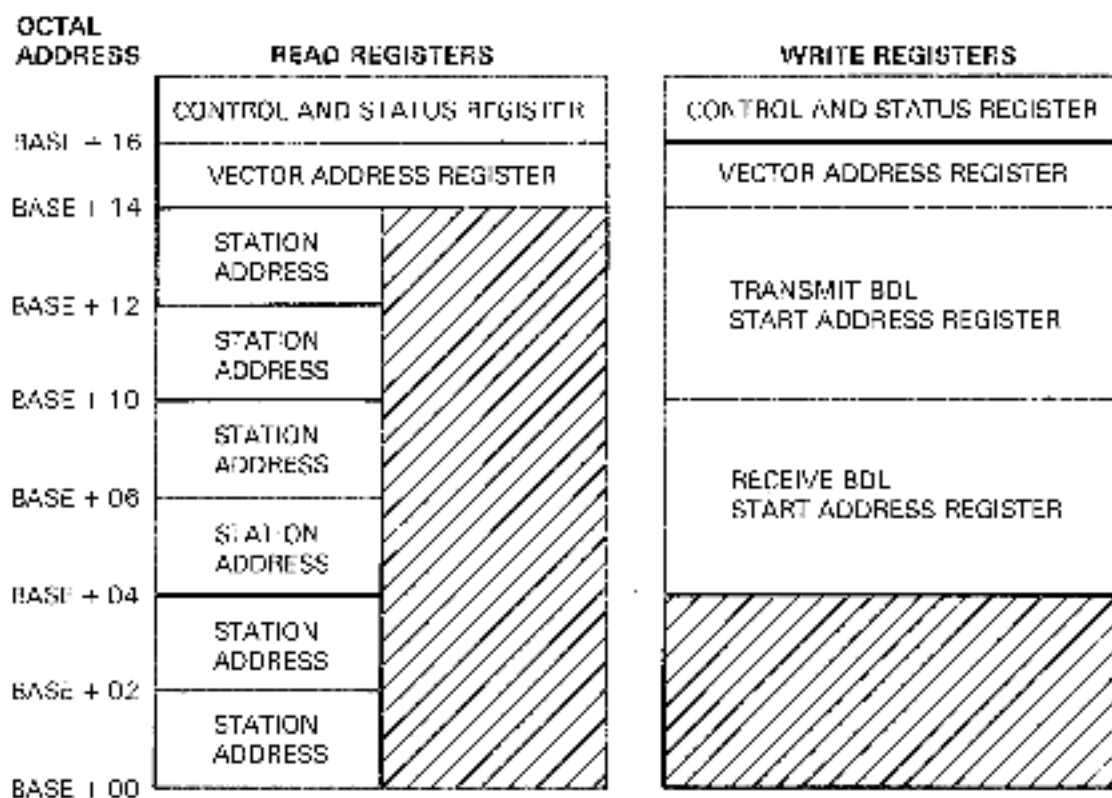 OCTAL
ADDRESS
READ REGISTERS
WRITE REGISTERS
CONTROL AND STATUS REGISTER
CONTROL AND STATUS REGISTER
BASE + 16
VECTOR ADDRESS REGISTER
VECTOR ADDRESS REGISTER
BASE + 14
STATION
ADDRESS
TRANSMIT BDL
START ADDRESS REGISTER
BASE + 12
STATION
ADDRESS
BASE + 10
STATION
ADDRESS
RECEIVE BDL
START ADDRESS REGISTER
BASE + 06
STATION
ADDRESS
BASE + 04
STATION
ADDRESS
BASE + 02
STATION
ADDRESS
BASE + 00